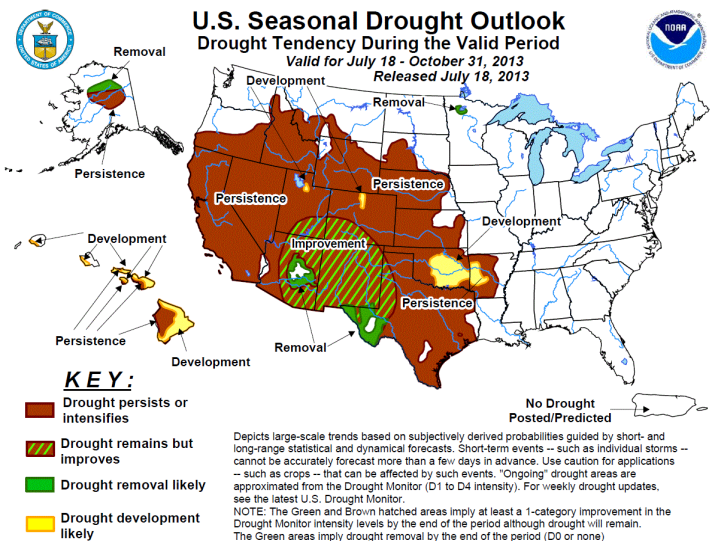 U.S. Seasonal Drought Outlook
Drought Tendency During the Valid Period
Valid for July 18 - October 31, 2013
Released July 18, 2013
DEPARTMENT OF COMMERCE
UNITED STATES OF AMERICA
NOAA
Removal
Development
Removal
Persistence
Persistence
Persistence
Development
Development
Improvement
Persistence
Persistence
Removal
Development
KEY:
Drought persists or
intensifies
Drought remains but
improves
Drought removal likely
Drought development
likely
No Drought
Posted/Predicted
Depicts large-scale trends based on subjectively derived probabilities guided by short- and
long-range statistical and dynamical forecasts. Short-term events -- such as individual storms --
cannot be accurately forecast more than a few days in advance. Use caution for applications
-- such as crops -- that can be affected by such events. "Ongoing" drought areas are
approximated from the Drought Monitor (D1 to D4 intensity). For weekly drought updates,
see the latest U.S. Drought Monitor.
NOTE: The Green and Brown hatched areas imply at least a 1-category improvement in the
Drought Monitor intensity levels by the end of the period although drought will remain.
The Green areas imply drought removal by the end of the period (D0 or none)